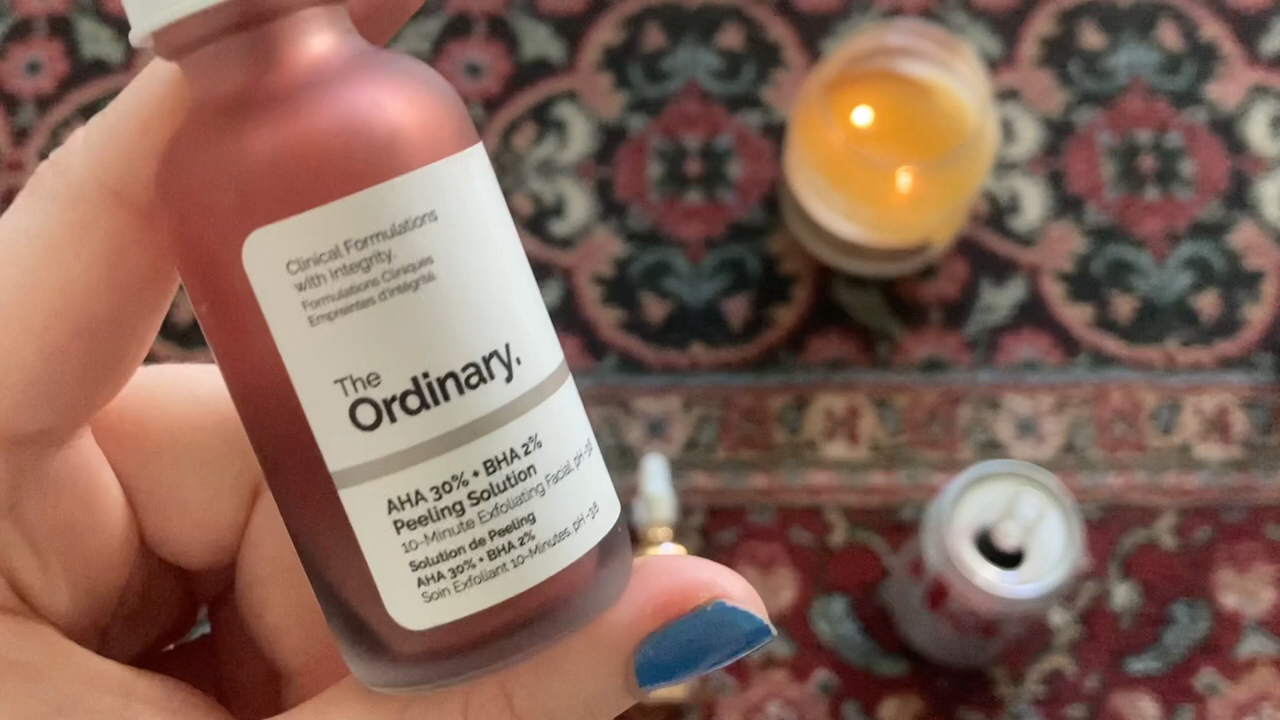 Clinical Formulations
with Integrity.
Formulations Cliniques
Empreintes d'intégrité.
The
Ordinary.
AHA 30% + BHA 2%
Peeling Solution
10-Minute Exfoliating Facial. pH ~3.6
Solution de Peeling
AHA 30% + BHA 2%
Soin Exfoliant 10-Minutes. pH ~3.6